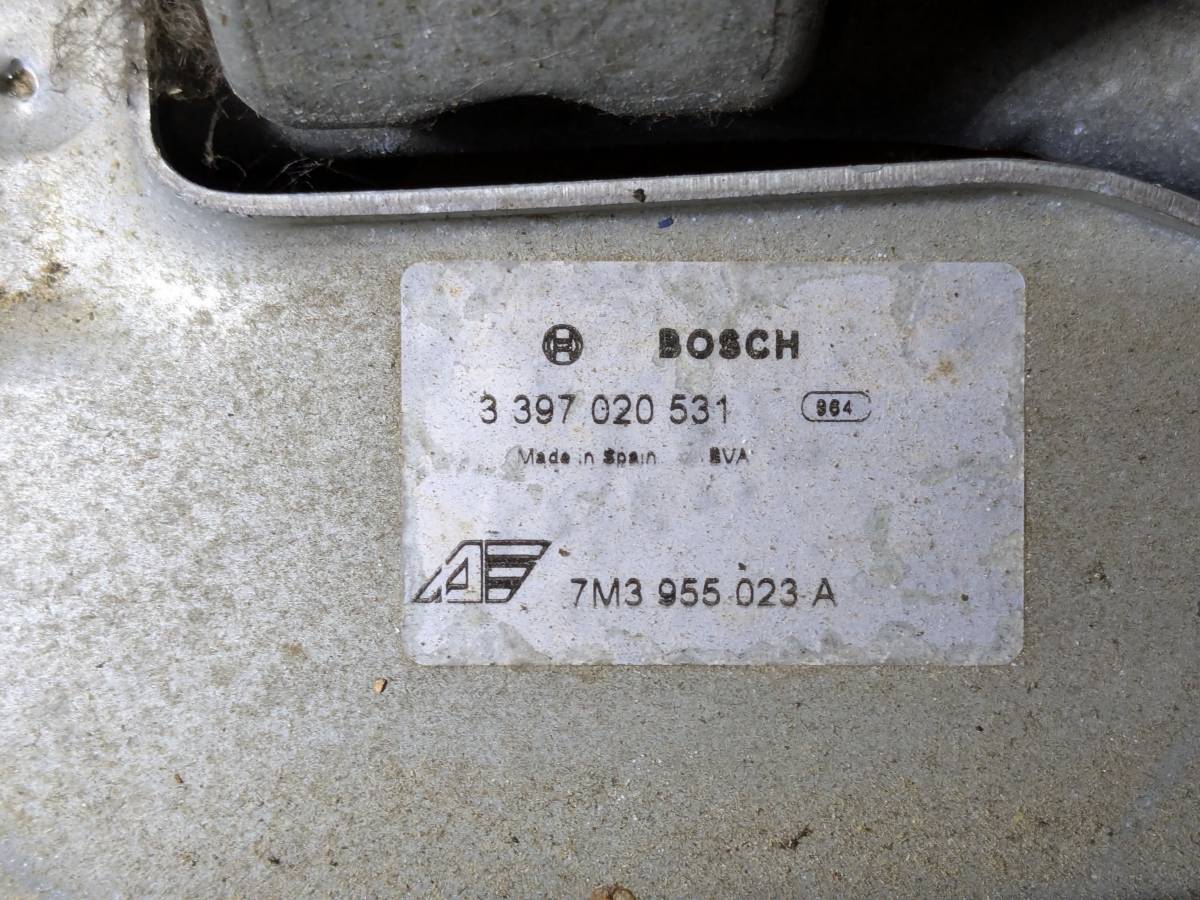 BOSCH
3 397 020 531 964
Made in Spain EVA
7M3 955 023 A